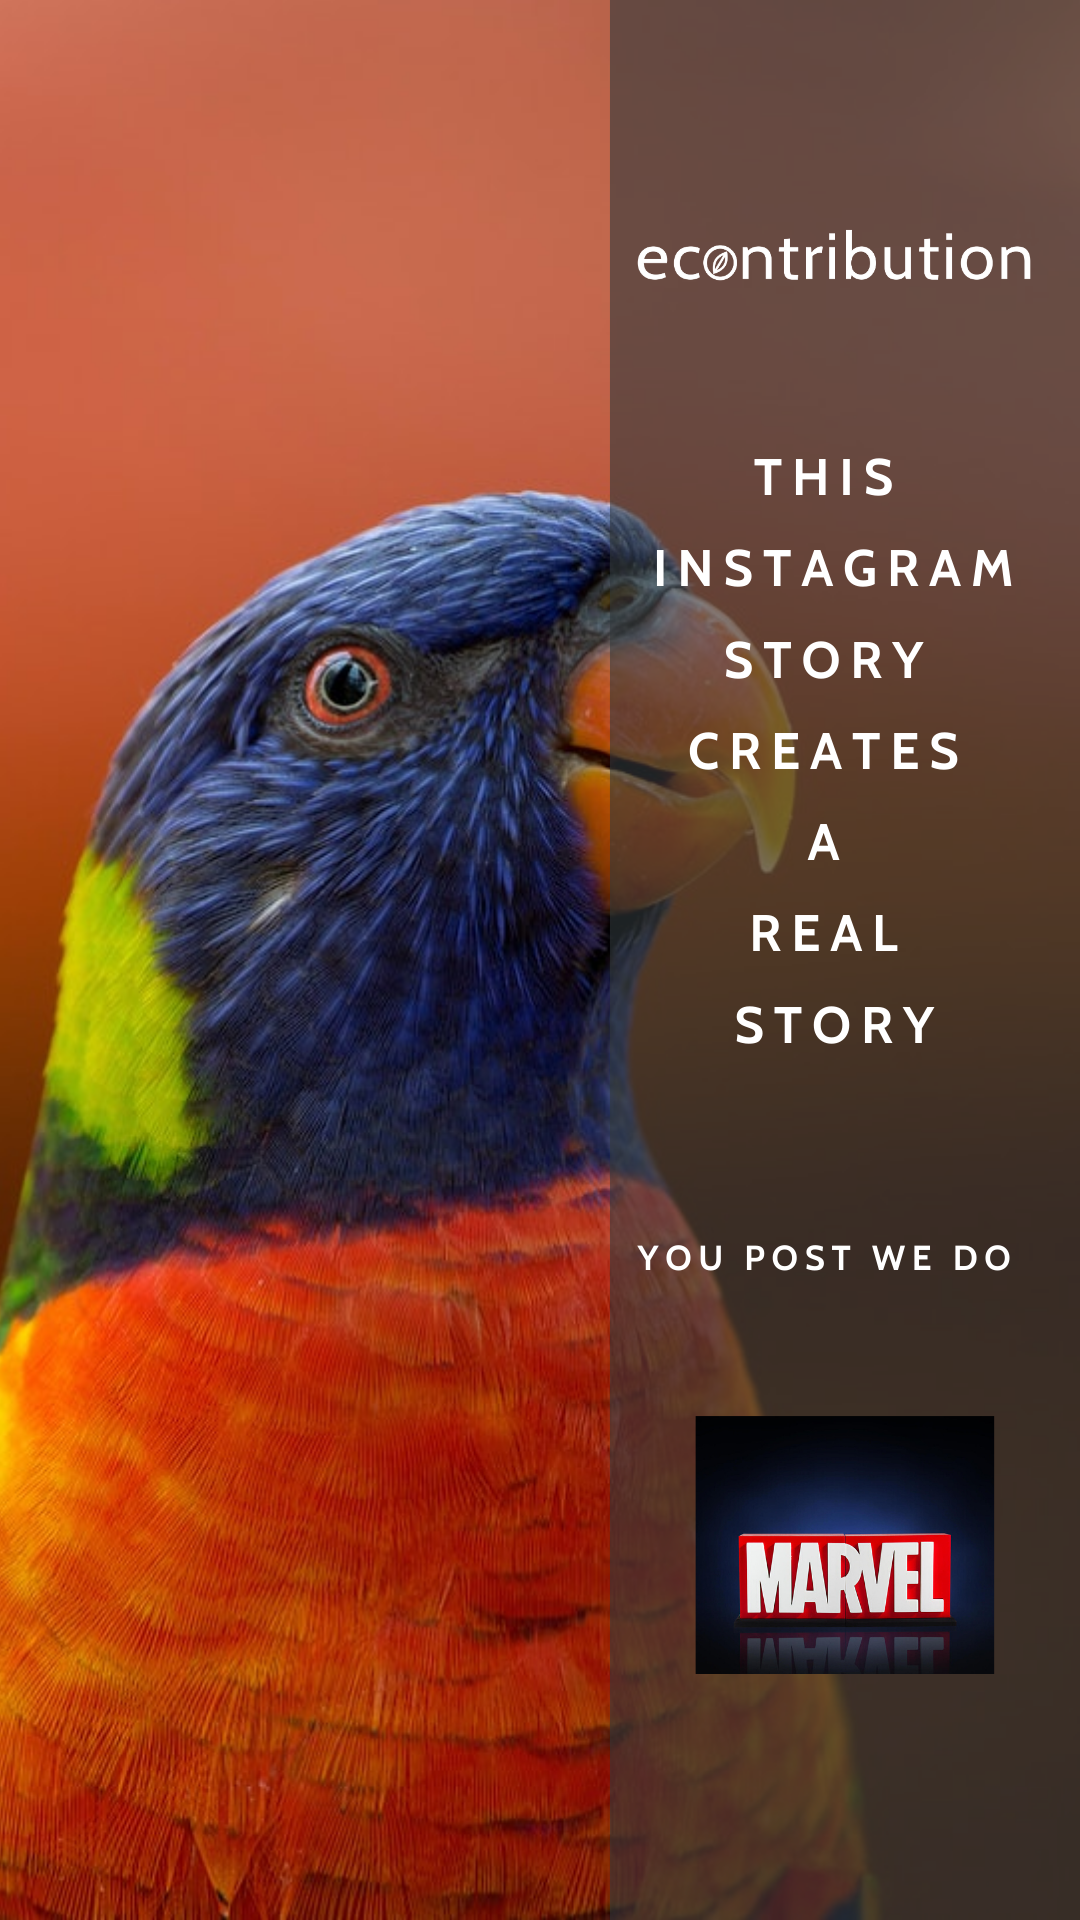 econtribution
THIS
INSTAGRAM
STORY
CREATES
A
REAL
STORY
YOU POST WE DO
MARVEL